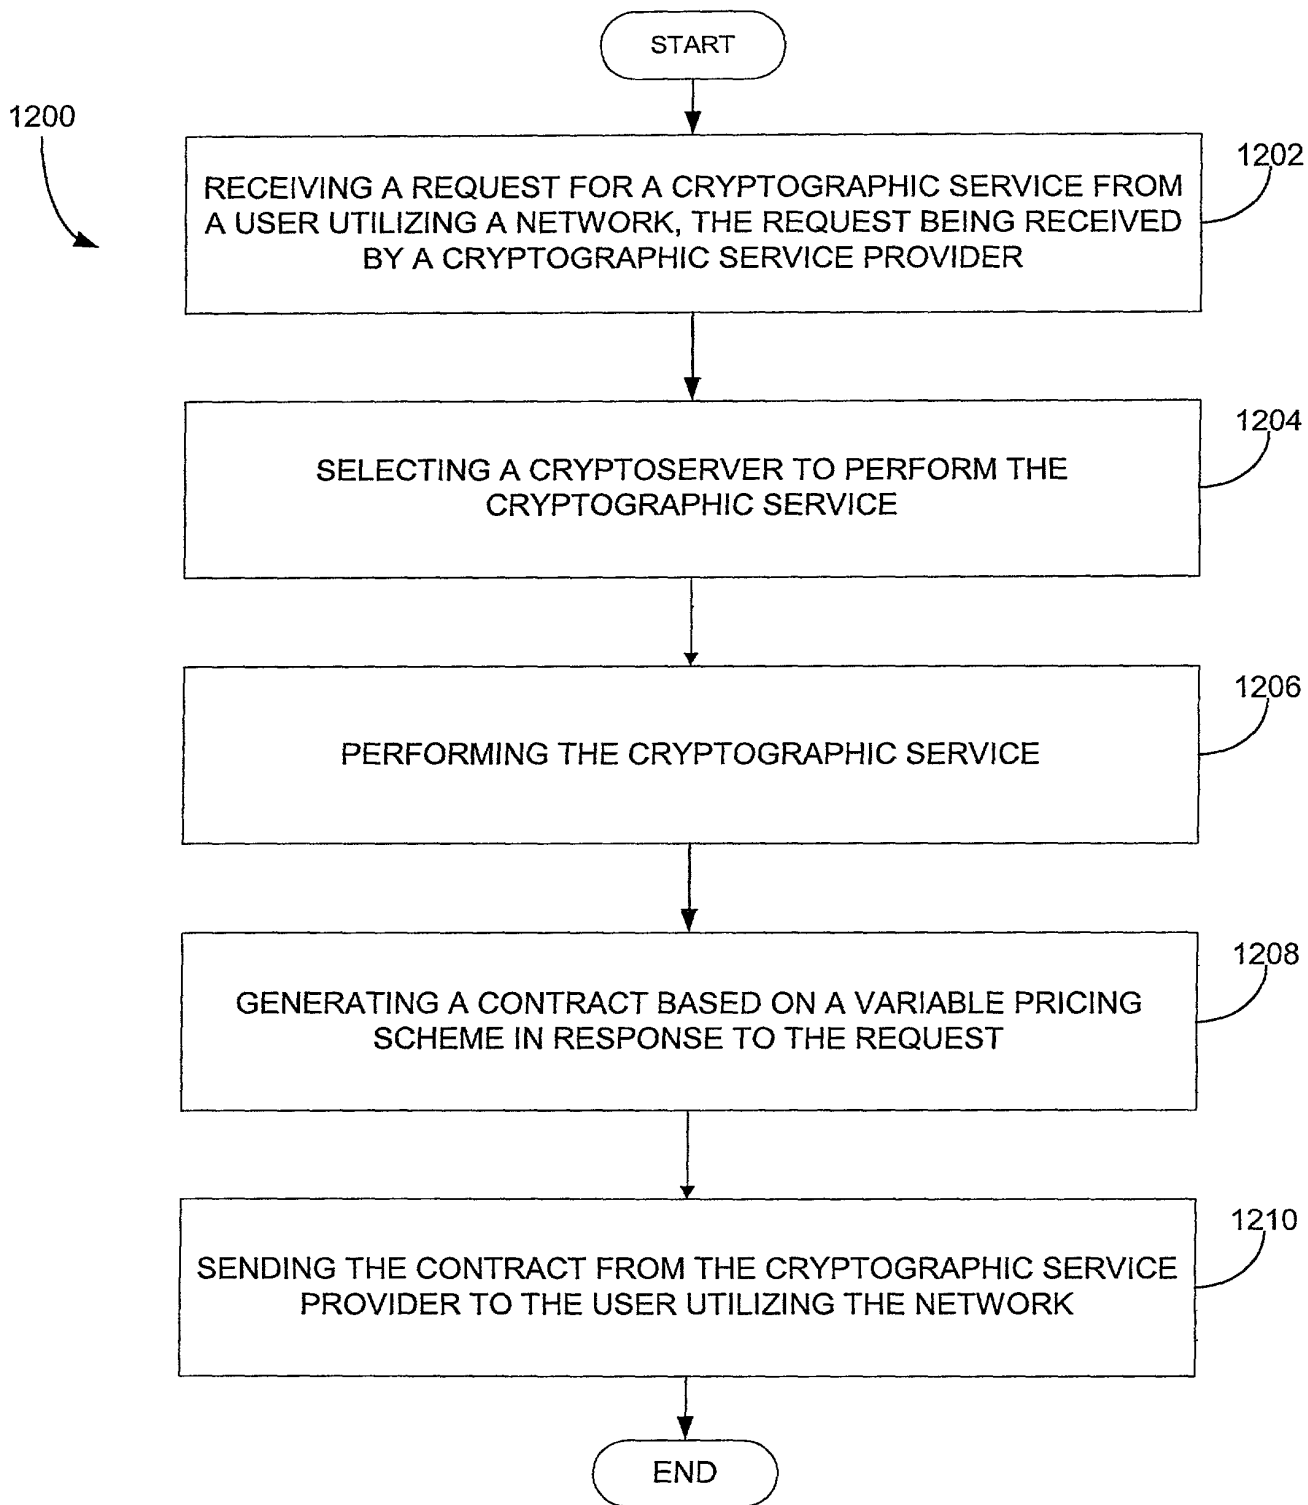 START
1200
1202
RECEIVING A REQUEST FOR A CRYPTOGRAPHIC SERVICE FROM
A USER UTILIZING A NETWORK, THE REQUEST BEING RECEIVED
BY A CRYPTOGRAPHIC SERVICE PROVIDER
1204
SELECTING A CRYPTOSERVER TO PERFORM THE
CRYPTOGRAPHIC SERVICE
1206
PERFORMING THE CRYPTOGRAPHIC SERVICE
1208
GENERATING A CONTRACT BASED ON A VARIABLE PRICING
SCHEME IN RESPONSE TO THE REQUEST
1210
SENDING THE CONTRACT FROM THE CRYPTOGRAPHIC SERVICE
PROVIDER TO THE USER UTILIZING THE NETWORK
END